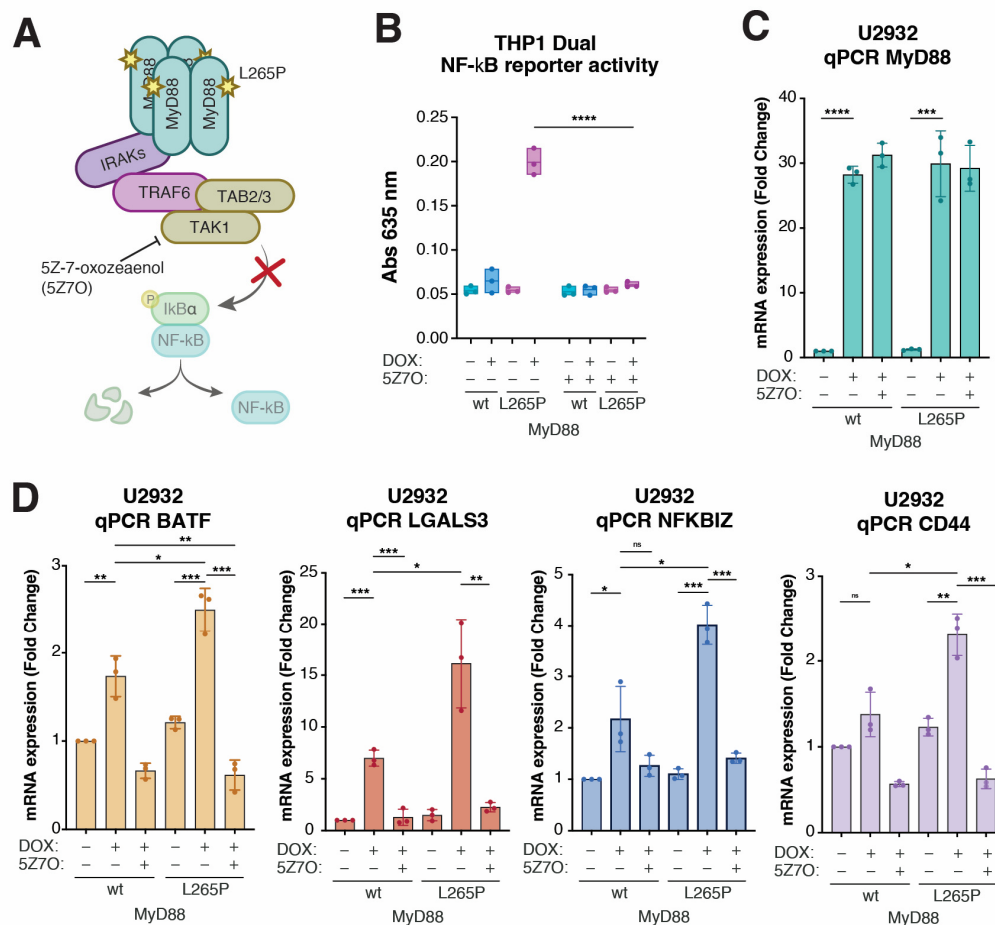 A
MyD88
MyD88
MyD88
L265P
IRAKs
TRAF6
TAB2/3
TAK1
5Z-7-oxozeaenol
(5Z7O)
P
IkBα
NF-kB
NF-kB
B
THP1 Dual
NF-kB reporter activity
Abs 635 nm
0.25
0.20
0.15
0.10
0.05
0.00
****
DOX: – + – + – + – +
5Z7O: – – – – + + + +
wt L265P wt L265P
MyD88
C
U2932
qPCR MyD88
mRNA expression (Fold Change)
40
30
20
10
0
**** ***
DOX: – + + – + +
5Z7O: – – + – – +
wt L265P
MyD88
D
U2932
qPCR BATF
mRNA expression (Fold Change)
3
2
1
0
**
*
** *** ***
DOX: – + + – + +
5Z7O: – – + – – +
wt L265P
MyD88
U2932
qPCR LGALS3
mRNA expression (Fold Change)
25
20
15
10
5
0
***
*
*** **
DOX: – + + – + +
5Z7O: – – + – – +
wt L265P
MyD88
U2932
qPCR NFKBIZ
mRNA expression (Fold Change)
5
4
3
2
1
0
ns
*
* *** ***
DOX: – + + – + +
5Z7O: – – + – – +
wt L265P
MyD88
U2932
qPCR CD44
mRNA expression (Fold Change)
3
2
1
0
*
***
ns **
DOX: – + + – + +
5Z7O: – – + – – +
wt L265P
MyD88